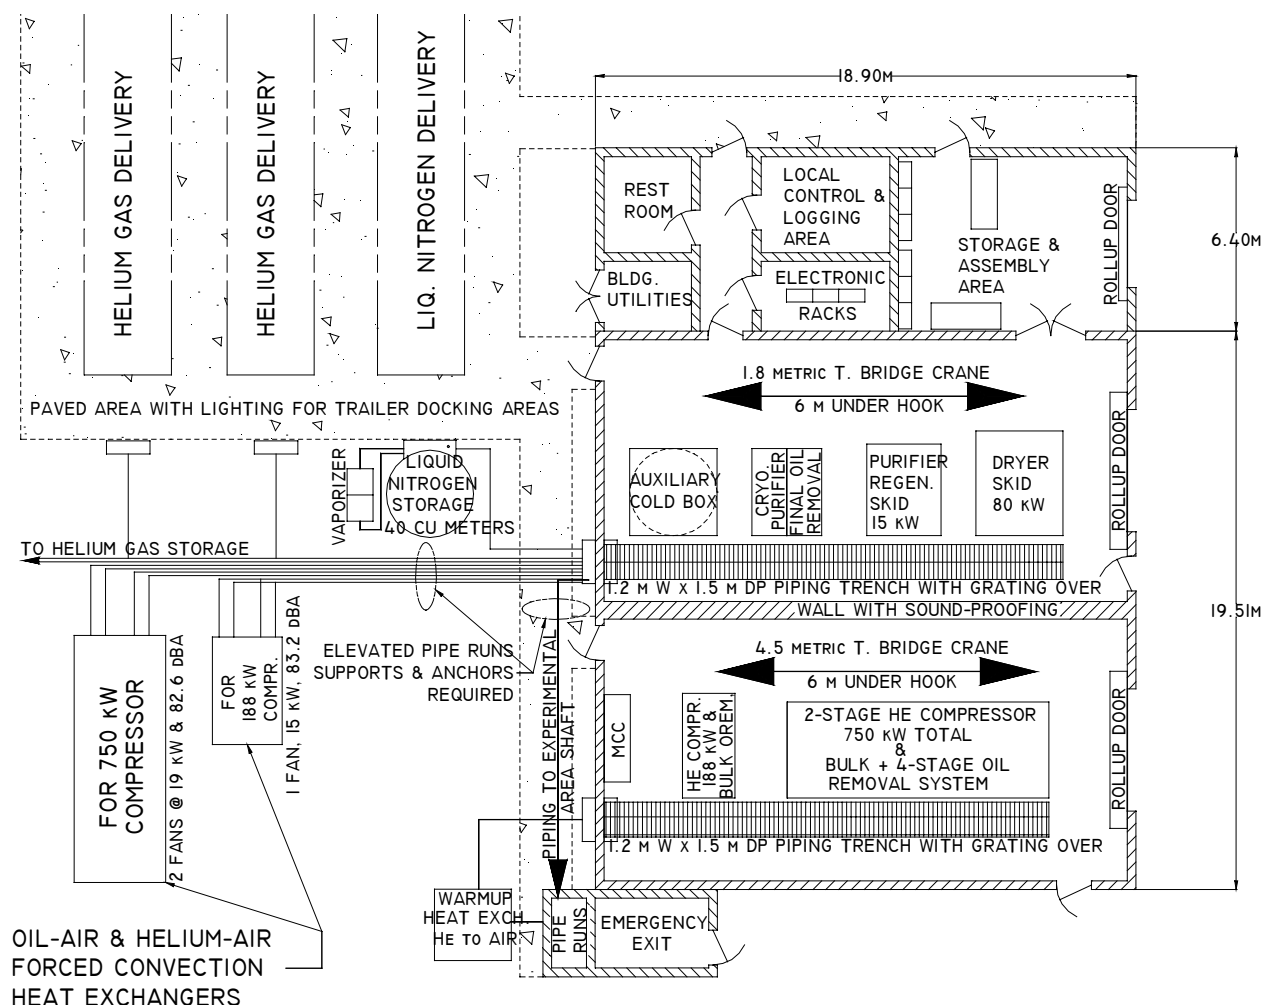 18.90M
HELIUM GAS DELIVERY
HELIUM GAS DELIVERY
LIQ. NITROGEN DELIVERY
REST
ROOM
LOCAL
CONTROL &
LOGGING
AREA
STORAGE &
ASSEMBLY
AREA
ROLLUP DOOR
6.40M
BLDG.
UTILITIES
ELECTRONIC
RACKS
PAVED AREA WITH LIGHTING FOR TRAILER DOCKING AREAS
1.8 METRIC T. BRIDGE CRANE
6 M UNDER HOOK
VAPORIZER
LIQUID
NITROGEN
STORAGE
40 CU METERS
AUXILIARY
COLD BOX
CRYO.
PURIFIER
FINAL OIL
REMOVAL
PURIFIER
REGEN.
SKID
15 KW
DRYER
SKID
80 KW
ROLLUP DOOR
TO HELIUM GAS STORAGE
1.2 M W X 1.5 M DP PIPING TRENCH WITH GRATING OVER
WALL WITH SOUND-PROOFING
19.51M
ELEVATED PIPE RUNS
SUPPORTS & ANCHORS
REQUIRED
4.5 METRIC T. BRIDGE CRANE
6 M UNDER HOOK
FOR 750 KW
COMPRESSOR
2 FANS @ 19 KW & 82.6 DBA
FOR
188 KW
COMPR.
1 FAN, 15 KW, 83.2 DBA
PIPING TO EXPERIMENTAL
AREA SHAFT
MCC
HE COMPR.
188 KW &
BULK OREM.
2-STAGE HE COMPRESSOR
750 KW TOTAL
&
BULK + 4-STAGE OIL
REMOVAL SYSTEM
ROLLUP DOOR
1.2 M W X 1.5 M DP PIPING TRENCH WITH GRATING OVER
WARMUP
HEAT EXCH.
HE TO AIR
PIPE
RUNS
EMERGENCY
EXIT
OIL-AIR & HELIUM-AIR
FORCED CONVECTION
HEAT EXCHANGERS